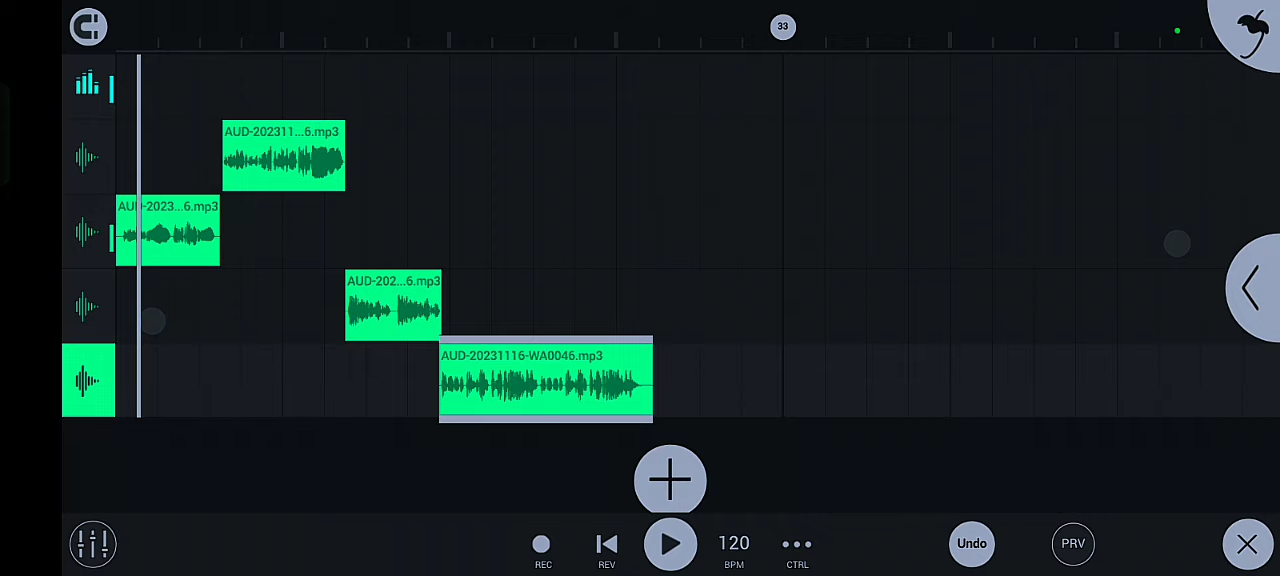 33
AUD-202311...6.mp3
AUD-2023...6.mp3
AUD-202...6.mp3
AUD-20231116-WA0046.mp3
120
Undo
PRV
REC
REV
BPM
CTRL